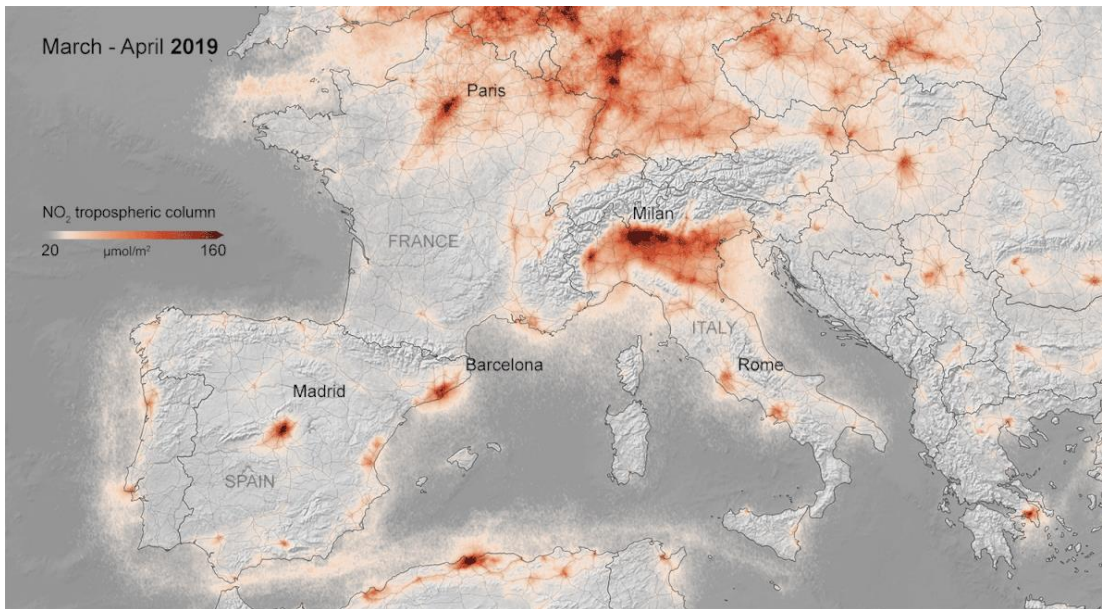 March - April 2019
Paris
NO₂ tropospheric column
20 µmol/m² 160
Milan
FRANCE
ITALY
Barcelona
Rome
Madrid
SPAIN